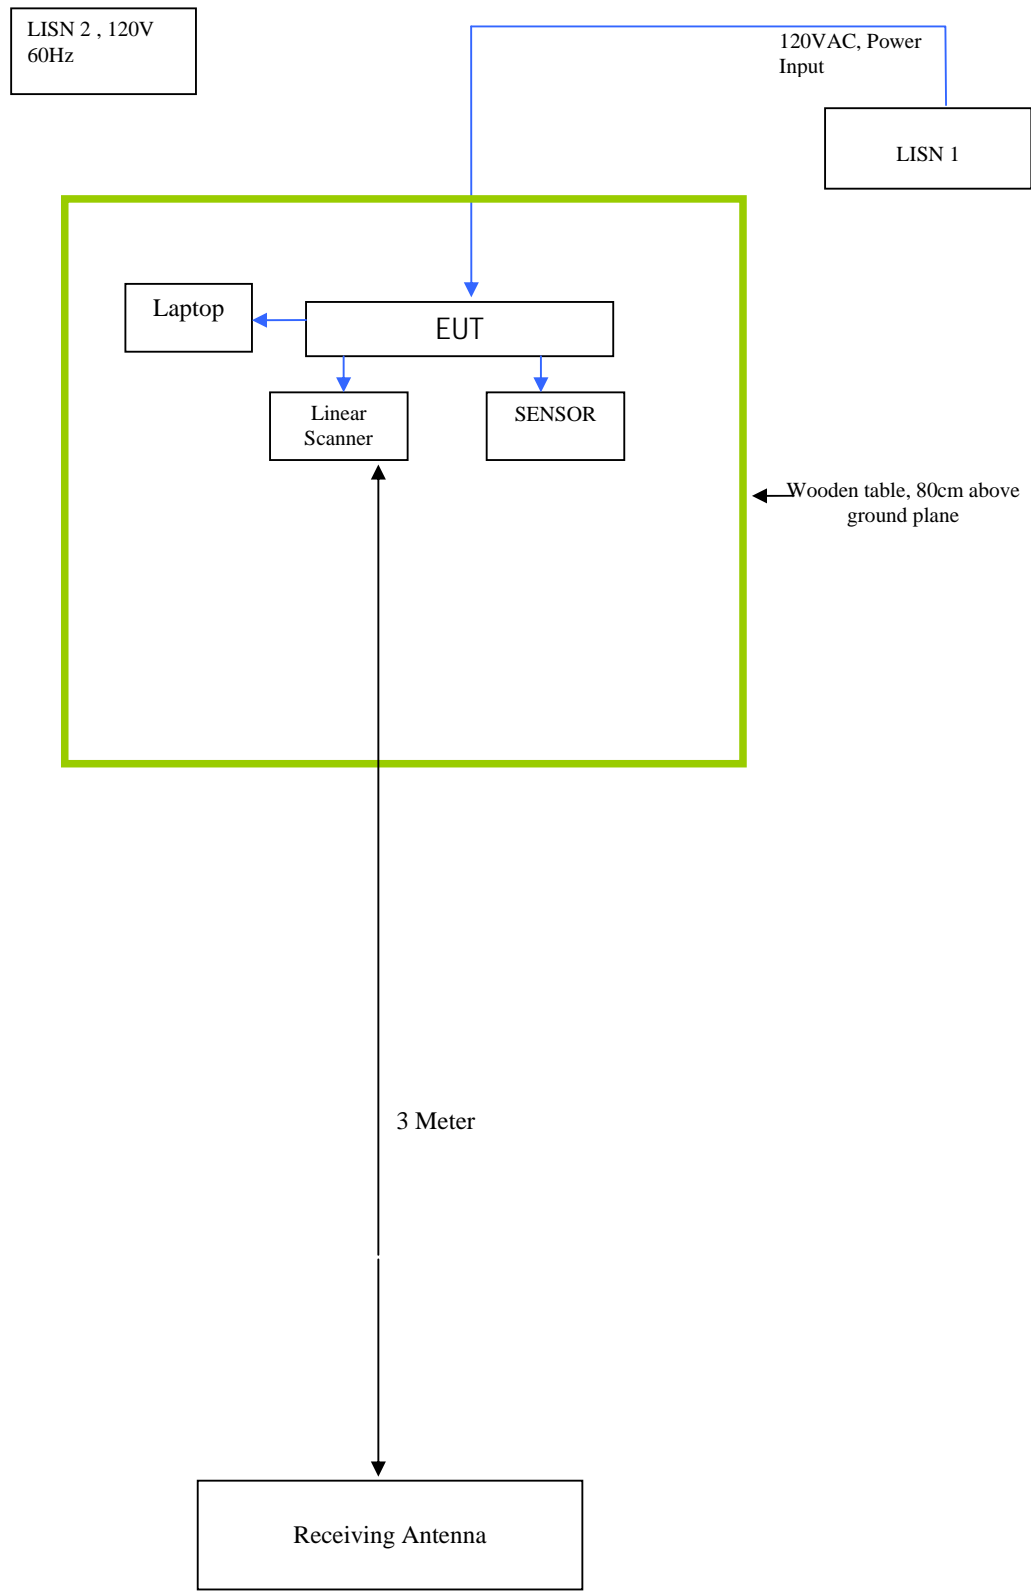 LISN 2 , 120V
60Hz
120VAC, Power
Input
LISN 1
Laptop
EUT
Linear
Scanner
SENSOR
Wooden table, 80cm above
ground plane
3 Meter
Receiving Antenna